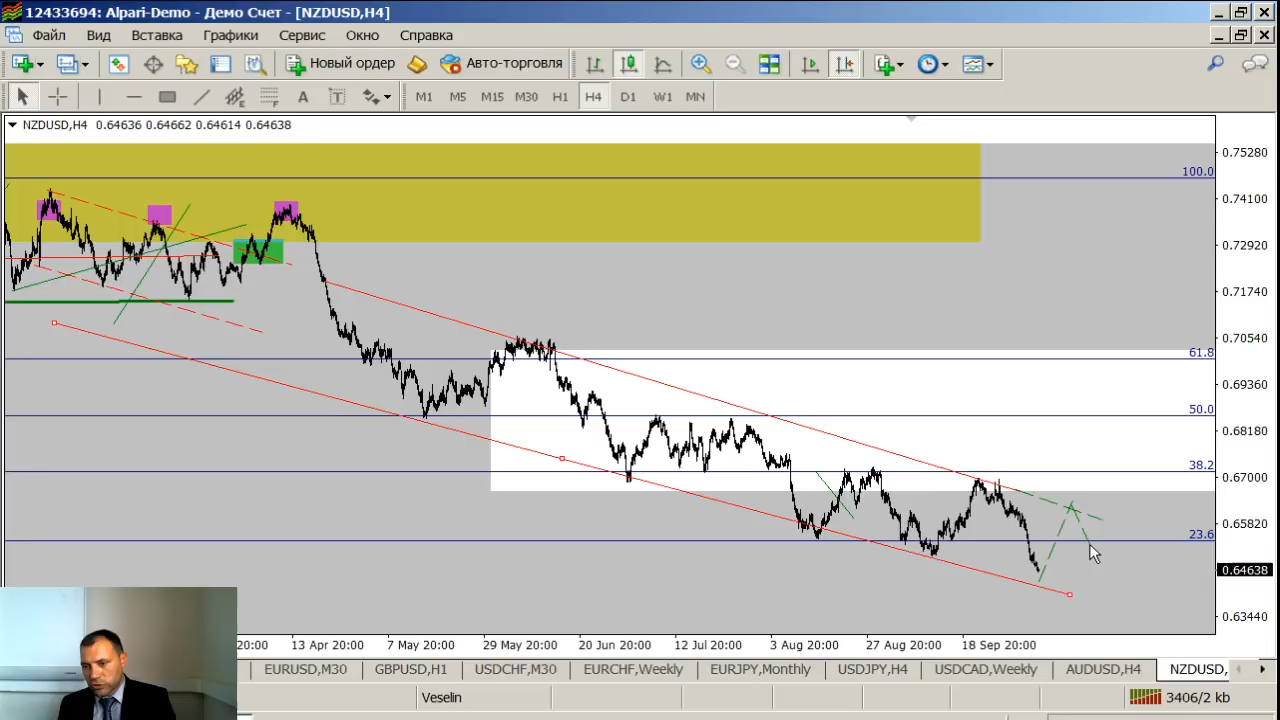 12433694: Alpari-Demo - Демо Счет - [NZDUSD,H4]
Файл Вид Вставка Графики Сервис Окно Справка
Новый ордер Авто-торговля
A T M1 M5 M15 M30 H1 H4 D1 W1 MN
NZDUSD,H4 0.64636 0.64662 0.64614 0.64638
0.75280
100.0
0.74100
0.72920
0.71740
0.70540
61.8
0.69360
50.0
0.68180
38.2
0.67000
0.65820
23.6
0.64638
0.63440
20:00 13 Apr 20:00 7 May 20:00 29 May 20:00 20 Jun 20:00 12 Jul 20:00 3 Aug 20:00 27 Aug 20:00 18 Sep 20:00
EURUSD,M30 GBPUSD,H1 USDCHF,M30 EURCHF,Weekly EURJPY,Monthly USDJPY,H4 USDCAD,Weekly AUDUSD,H4 NZDUSD,
Veselin 3406/2 kb